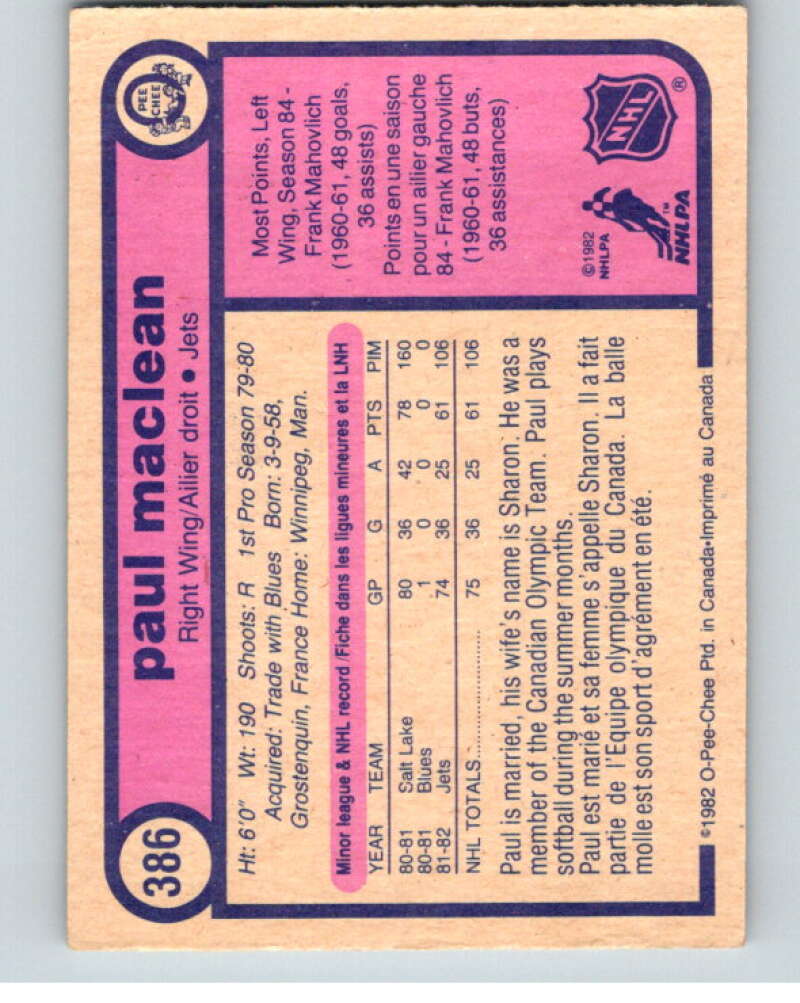 386
paul maclean
Right Wing/Ailier droit • Jets
O
PEE
CHEE
Ht: 6'0" Wt: 190 Shoots: R 1st Pro Season 79-80
Acquired: Trade with Blues Born: 3-9-58,
Grostenquin, France Home: Winnipeg, Man.
Minor league & NHL record/Fiche dans les ligues mineures et la LNH
YEAR TEAM GP G A PTS PIM
80-81 Salt Lake 80 36 42 78 160
80-81 Blues 1 0 0 0 0
81-82 Jets 74 36 25 61 106
NHL TOTALS.................... 75 36 25 61 106
Paul is married, his wife's name is Sharon. He was a
member of the Canadian Olympic Team. Paul plays
softball during the summer months.
Paul est marié et sa femme s'appelle Sharon. Il a fait
partie de l'Equipe olympique du Canada. La balle
molle est son sport d'agrément en été.
©1982 O-Pee-Chee Ptd. in Canada•Imprimé au Canada
Most Points, Left
Wing, Season 84 -
Frank Mahovlich
(1960-61, 48 goals,
36 assists)
Points en une saison
pour un ailier gauche
84 - Frank Mahovlich
(1960-61, 48 buts,
36 assistances)
©1982
NHLPA
NHL
®
TM
NHLPA